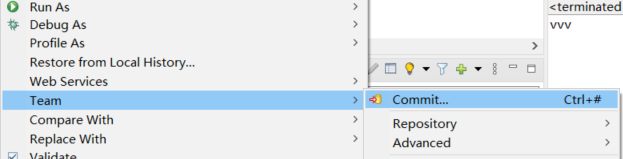 Run As
Debug As
Profile As
Restore from Local History...
Web Services
Team
Compare With
Replace With
Validate
<terminated
vvv
Commit... Ctrl+#
Repository
Advanced